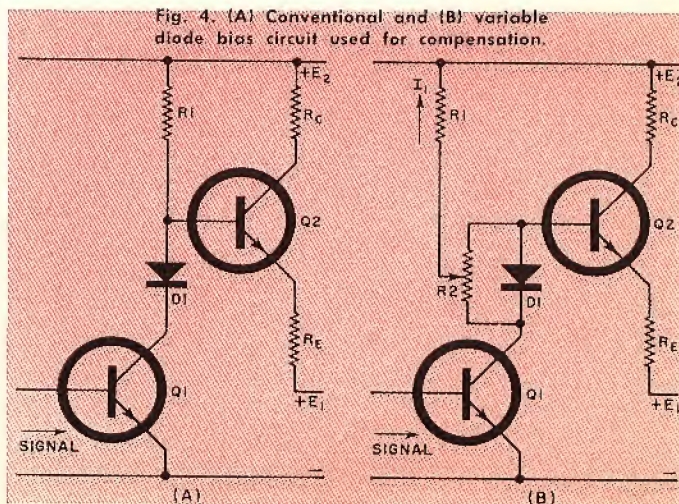 Fig. 4. (A) Conventional and (B) variable
diode bias circuit used for compensation.
+E2
R1
RC
Q2
D1
RE
Q1
+E1
SIGNAL
(A)
+E2
I1
R1
RC
Q2
R2
D1
RE
Q1
+E1
SIGNAL
(B)